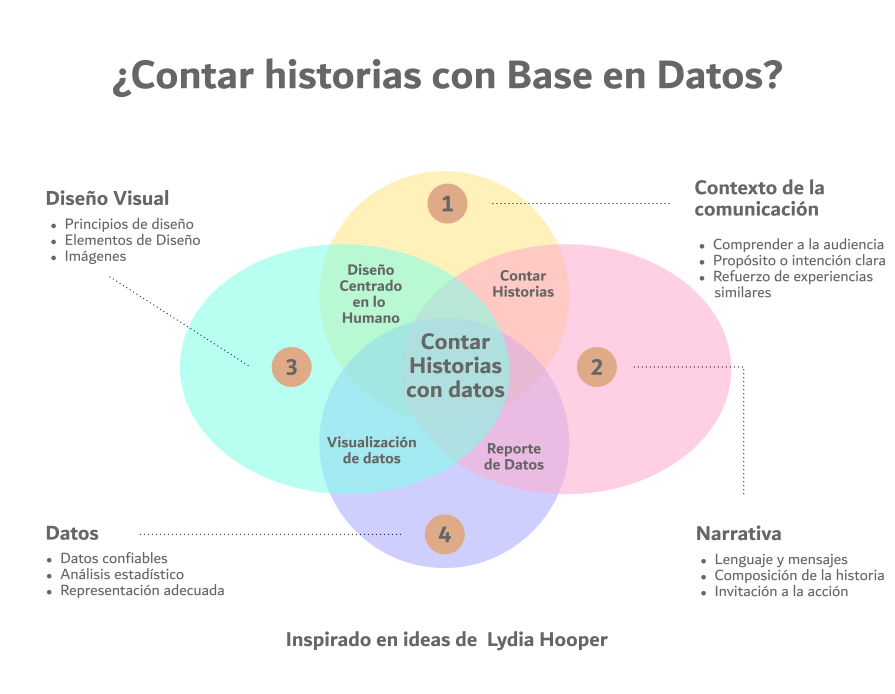 ¿Contar historias con Base en Datos?
Diseño Visual
• Principios de diseño
• Elementos de Diseño
• Imágenes
1
Contexto de la
comunicación
• Comprender a la audiencia
• Propósito o intención clara
• Refuerzo de experiencias
similares
Diseño
Centrado
en lo
Humano
Contar
Historias
Contar
Historias
con datos
3
2
Visualización
de datos
Reporte
de Datos
4
Datos
• Datos confiables
• Análisis estadístico
• Representación adecuada
Narrativa
• Lenguaje y mensajes
• Composición de la historia
• Invitación a la acción
Inspirado en ideas de Lydia Hooper